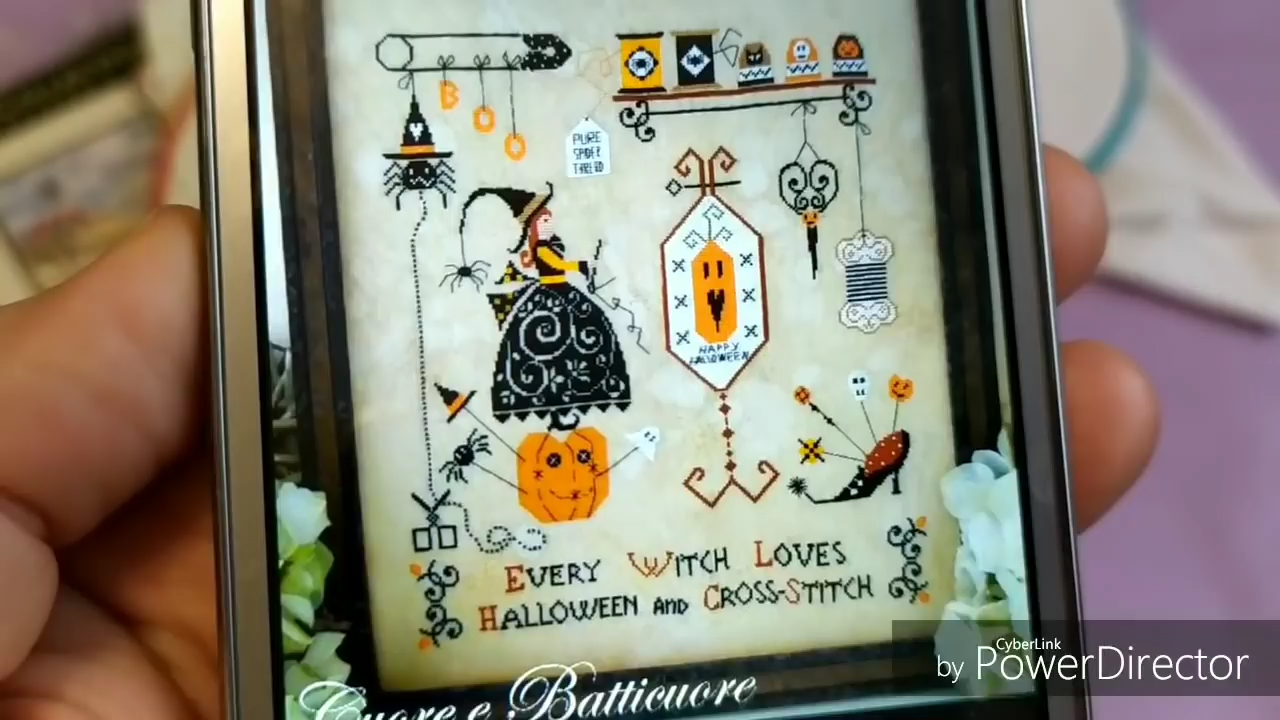 BOO
PURE
SPIDER
THREAD
HAPPY
HALLOWEEN
EVERY WITCH LOVES
HALLOWEEN AND CROSS-STITCH
Cuore e Batticuore
CyberLink
by PowerDirector